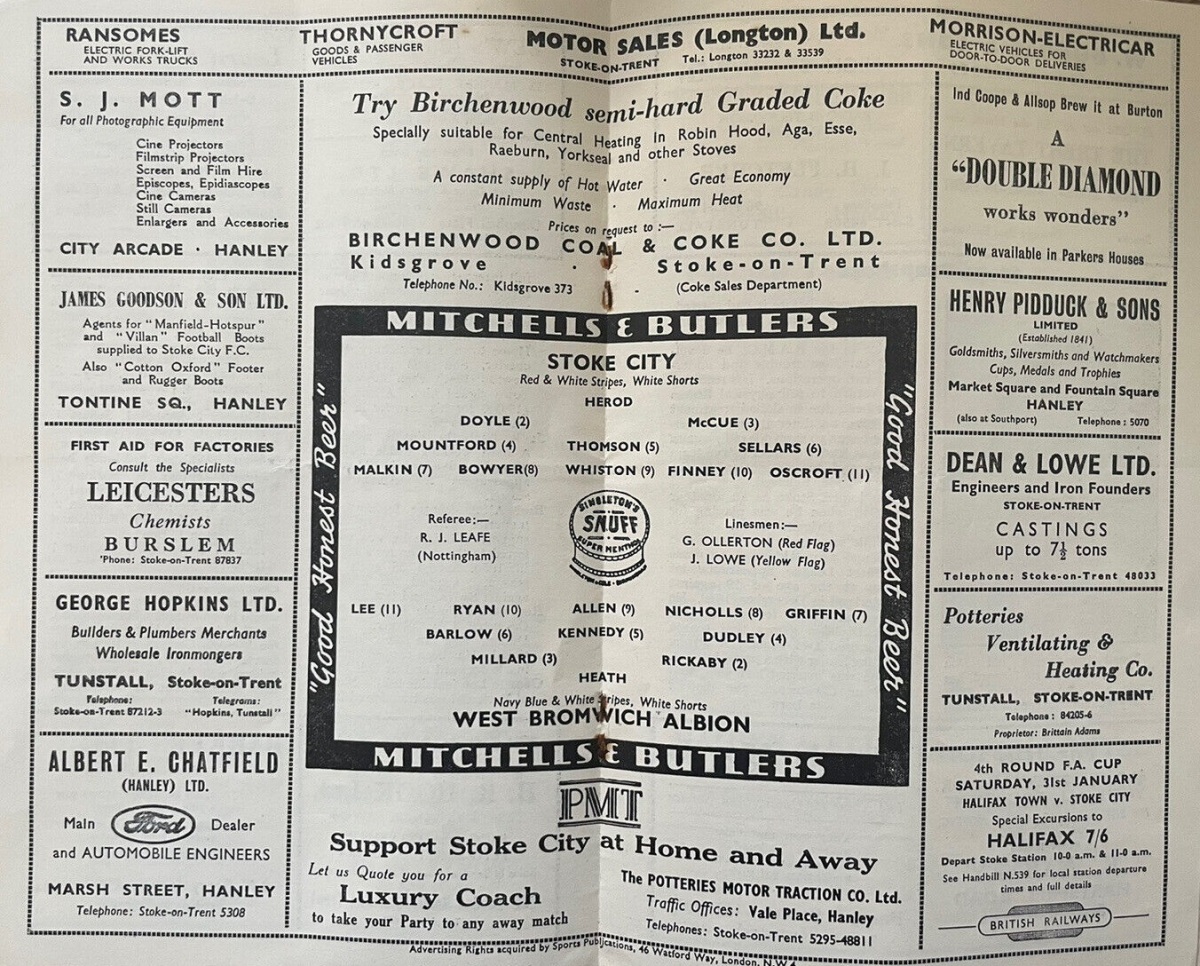 RANSOMES
ELECTRIC FORK-LIFT
AND WORKS TRUCKS
THORNYCROFT
GOODS & PASSENGER
VEHICLES
MOTOR SALES (Longton) Ltd.
STOKE-ON-TRENT Tel.: Longton 33232 & 33539
MORRISON-ELECTRICAR
ELECTRIC VEHICLES FOR
DOOR-TO-DOOR DELIVERIES
S. J. MOTT
For all Photographic Equipment
Cine Projectors
Filmstrip Projectors
Screen and Film Hire
Episcopes, Epidiascopes
Cine Cameras
Still Cameras
Enlargers and Accessories
CITY ARCADE · HANLEY
JAMES GOODSON & SON LTD.
Agents for "Manfield-Hotspur"
and "Villan" Football Boots
supplied to Stoke City F.C.
Also "Cotton Oxford" Footer
and Rugger Boots
TONTINE SQ., HANLEY
FIRST AID FOR FACTORIES
Consult the Specialists
LEICESTERS
Chemists
BURSLEM
'Phone: Stoke-on-Trent 87837
GEORGE HOPKINS LTD.
Builders & Plumbers Merchants
Wholesale Ironmongers
TUNSTALL, Stoke-on-Trent
Telephone: Telegrams:
Stoke-on-Trent 87212-3 "Hopkins, Tunstall"
ALBERT E. CHATFIELD
(HANLEY) LTD.
Main Ford Dealer
and AUTOMOBILE ENGINEERS
MARSH STREET, HANLEY
Telephone: Stoke-on-Trent 5308
Try Birchenwood semi-hard Graded Coke
Specially suitable for Central Heating in Robin Hood, Aga, Esse,
Raeburn, Yorkseal and other Stoves
A constant supply of Hot Water · Great Economy
Minimum Waste · Maximum Heat
Prices on request to :—
BIRCHENWOOD COAL & COKE CO. LTD.
Kidsgrove · Stoke-on-Trent
Telephone No.: Kidsgrove 373 - (Coke Sales Department)
MITCHELLS & BUTLERS
"Good Honest Beer"
STOKE CITY
Red & White Stripes, White Shorts
HEROD
DOYLE (2) McCUE (3)
MOUNTFORD (4) THOMSON (5) SELLARS (6)
MALKIN (7) BOWYER(8) WHISTON (9) FINNEY (10) OSCROFT (11)
Referee:—
R. J. LEAFE
(Nottingham)
SINGLETON'S
SNUFF
SUPER MENTHOL
Linesmen:—
G. OLLERTON (Red Flag)
J. LOWE (Yellow Flag)
LEE (11) RYAN (10) ALLEN (9) NICHOLLS (8) GRIFFIN (7)
BARLOW (6) KENNEDY (5) DUDLEY (4)
MILLARD (3) RICKABY (2)
HEATH
Navy Blue & White Stripes, White Shorts
WEST BROMWICH ALBION
"Good Honest Beer"
MITCHELLS & BUTLERS
PMT
Support Stoke City at Home and Away
Let us Quote you for a
Luxury Coach
to take your Party to any away match
The POTTERIES MOTOR TRACTION CO. Ltd.
Traffic Offices: Vale Place, Hanley
Telephones: Stoke-on-Trent 5295-48811
Ind Coope & Allsop Brew it at Burton
A
"DOUBLE DIAMOND
works wonders"
Now available in Parkers Houses
HENRY PIDDUCK & SONS
LIMITED
(Established 1841)
Goldsmiths, Silversmiths and Watchmakers
Cups, Medals and Trophies
Market Square and Fountain Square
HANLEY
(also at Southport) Telephone: 5070
DEAN & LOWE LTD.
Engineers and Iron Founders
STOKE-ON-TRENT
CASTINGS
up to 7½ tons
Telephone: Stoke-on-Trent 48033
Potteries
Ventilating &
Heating Co.
TUNSTALL, STOKE-ON-TRENT
Telephone: 84205-6
Proprietor: Brittain Adams
4th ROUND F.A. CUP
SATURDAY, 31st JANUARY
HALIFAX TOWN v. STOKE CITY
Special Excursions to
HALIFAX 7/6
Depart Stoke Station 10-0 a.m. & 11-0 a.m.
See Handbill N.539 for local station departure
times and full details
BRITISH RAILWAYS
Advertising Rights acquired by Sports Publications, 46 Watford Way, London, N.W.4